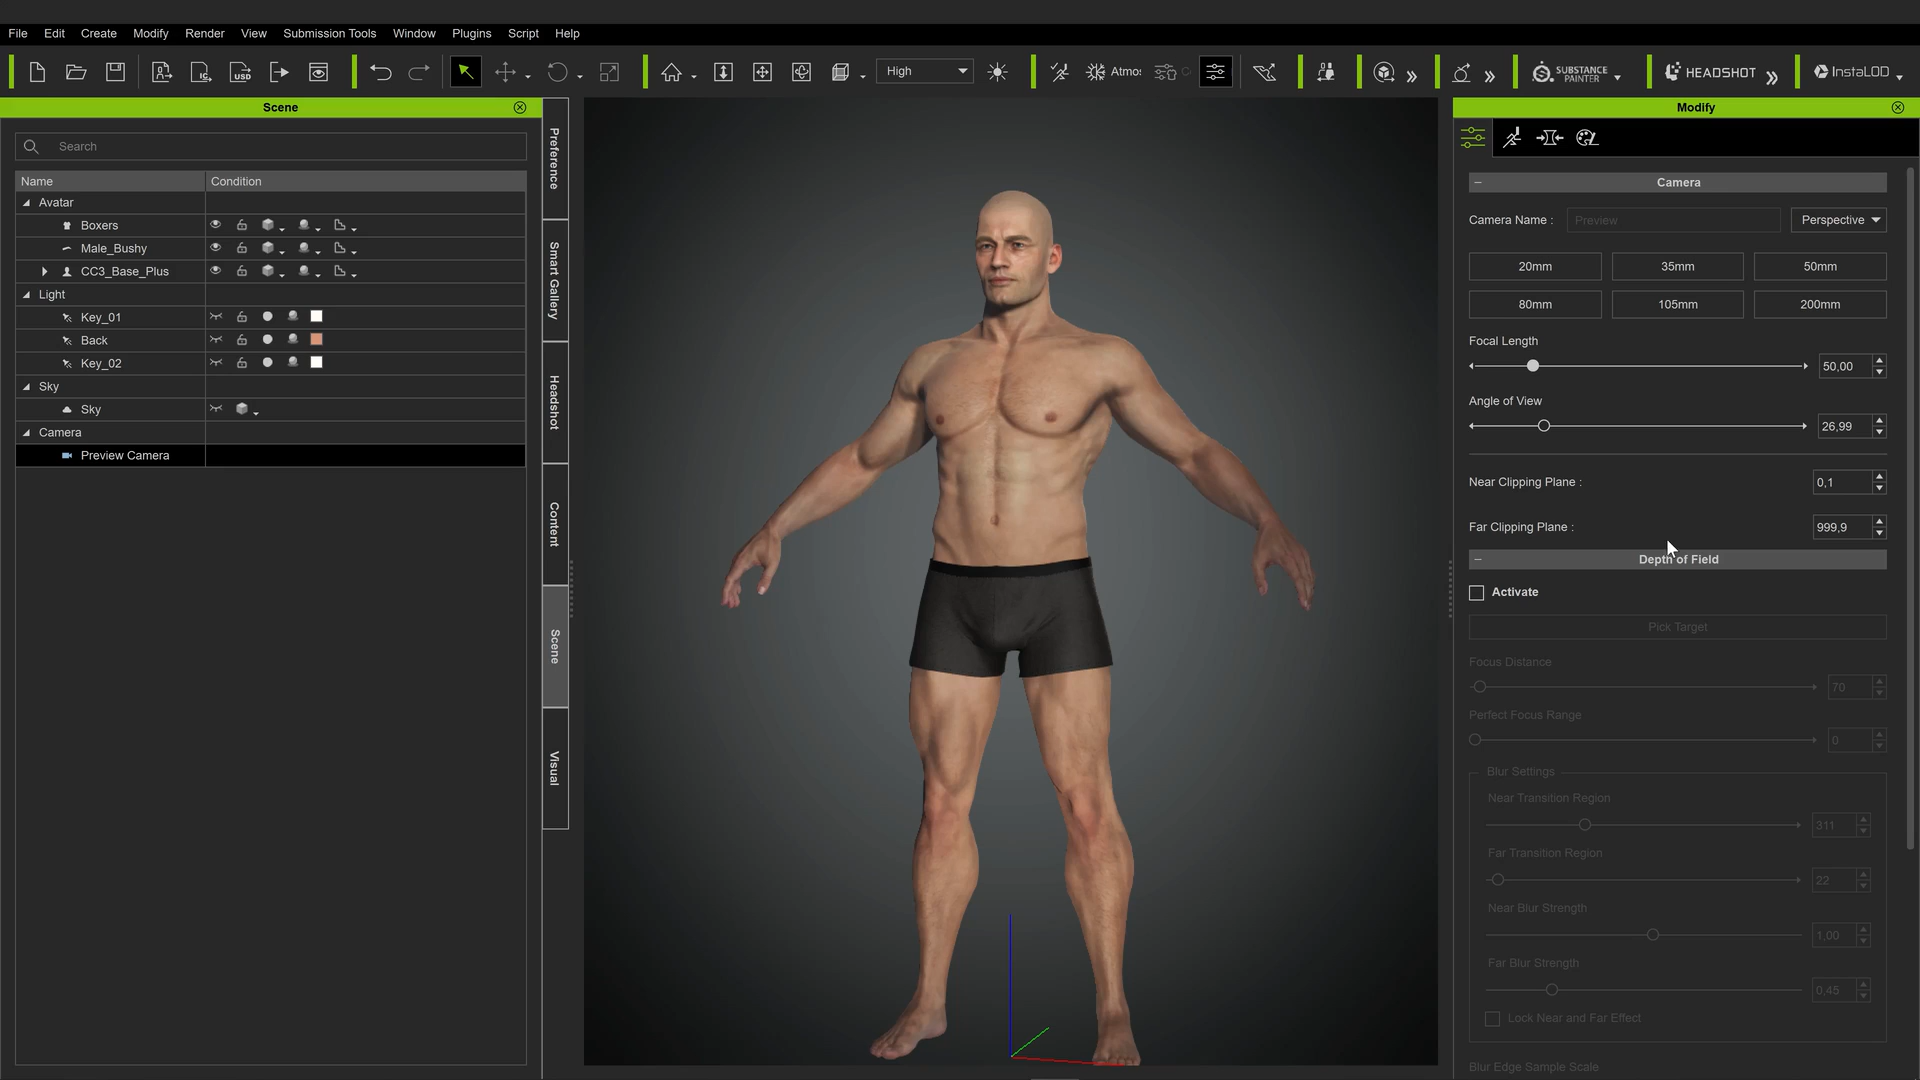 File Edit Create Modify Render View Submission Tools Window Plugins Script Help
High Atmos SUBSTANCE PAINTER HEADSHOT InstaLOD
Scene
Search
Name Condition
Avatar
Boxers
Male_Bushy
CC3_Base_Plus
Light
Key_01
Back
Key_02
Sky
Sky
Camera
Preview Camera
Preference
Smart Gallery
Headshot
Content
Scene
Visual
Modify
Camera
Camera Name : Preview Perspective
20mm 35mm 50mm
80mm 105mm 200mm
Focal Length
50,00
Angle of View
26,99
Near Clipping Plane : 0,1
Far Clipping Plane : 999,9
Depth of Field
Activate
Pick Target
Focus Distance
70
Perfect Focus Range
0
Blur Settings
Near Transition Region
311
Far Transition Region
22
Near Blur Strength
1,00
Far Blur Strength
0,45
Lock Near and Far Effect
Blur Edge Sample Scale